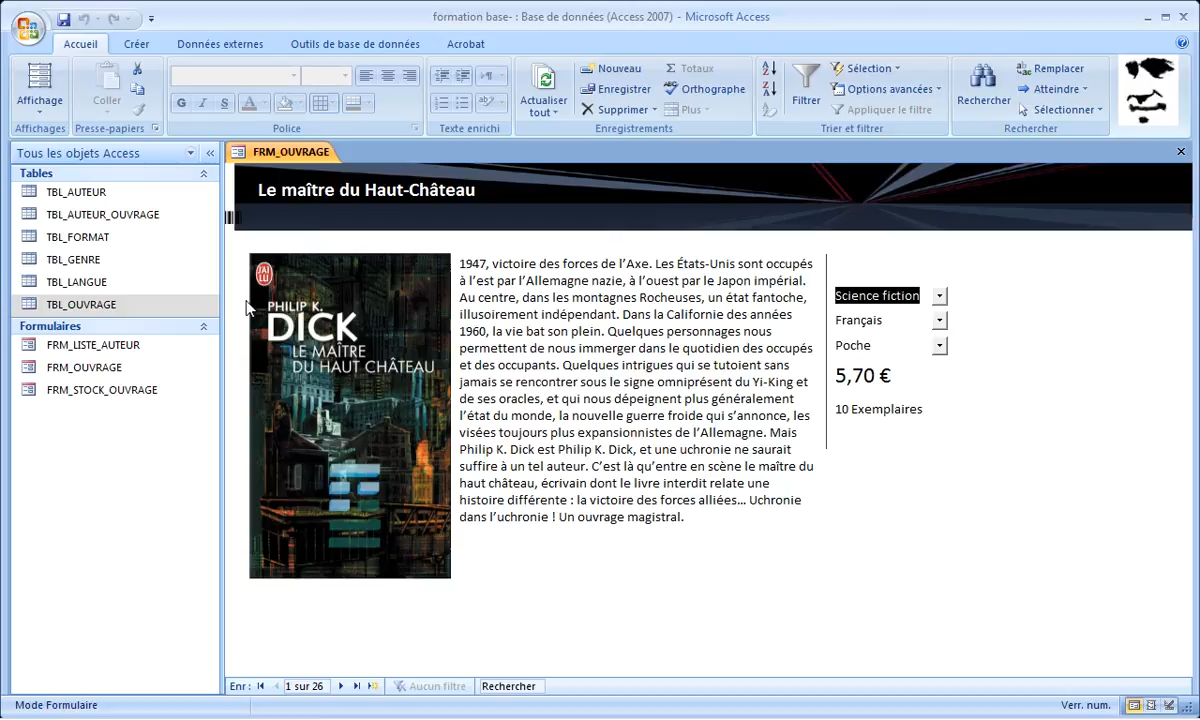 formation base- : Base de données (Access 2007) - Microsoft Access
Accueil Créer Données externes Outils de base de données Acrobat
Affichage
Affichages
Coller
Presse-papiers
G I S A
Police
Texte enrichi
Actualiser
tout
Nouveau
Enregistrer
Supprimer
Σ Totaux
Orthographe
Plus
Enregistrements
Filtrer
Sélection
Options avancées
Appliquer le filtre
Trier et filtrer
Rechercher
Remplacer
Atteindre
Sélectionner
Rechercher
Tous les objets Access
Tables
TBL_AUTEUR
TBL_AUTEUR_OUVRAGE
TBL_FORMAT
TBL_GENRE
TBL_LANGUE
TBL_OUVRAGE
Formulaires
FRM_LISTE_AUTEUR
FRM_OUVRAGE
FRM_STOCK_OUVRAGE
FRM_OUVRAGE
Le maître du Haut-Château
J'AI
LU
PHILIP K.
DICK
LE MAÎTRE
DU HAUT CHÂTEAU
1947, victoire des forces de l'Axe. Les États-Unis sont occupés
à l'est par l'Allemagne nazie, à l'ouest par le Japon impérial.
Au centre, dans les montagnes Rocheuses, un état fantoche,
illusoirement indépendant. Dans la Californie des années
1960, la vie bat son plein. Quelques personnages nous
permettent de nous immerger dans le quotidien des occupés
et des occupants. Quelques intrigues qui se tutoient sans
jamais se rencontrer sous le signe omniprésent du Yi-King et
de ses oracles, et qui nous dépeignent plus généralement
l'état du monde, la nouvelle guerre froide qui s'annonce, les
visées toujours plus expansionnistes de l'Allemagne. Mais
Philip K. Dick est Philip K. Dick, et une uchronie ne saurait
suffire à un tel auteur. C'est là qu'entre en scène le maître du
haut château, écrivain dont le livre interdit relate une
histoire différente : la victoire des forces alliées... Uchronie
dans l'uchronie ! Un ouvrage magistral.
Science fiction
Français
Poche
5,70 €
10 Exemplaires
Enr : 1 sur 26 Aucun filtre Rechercher
Mode Formulaire Verr. num.